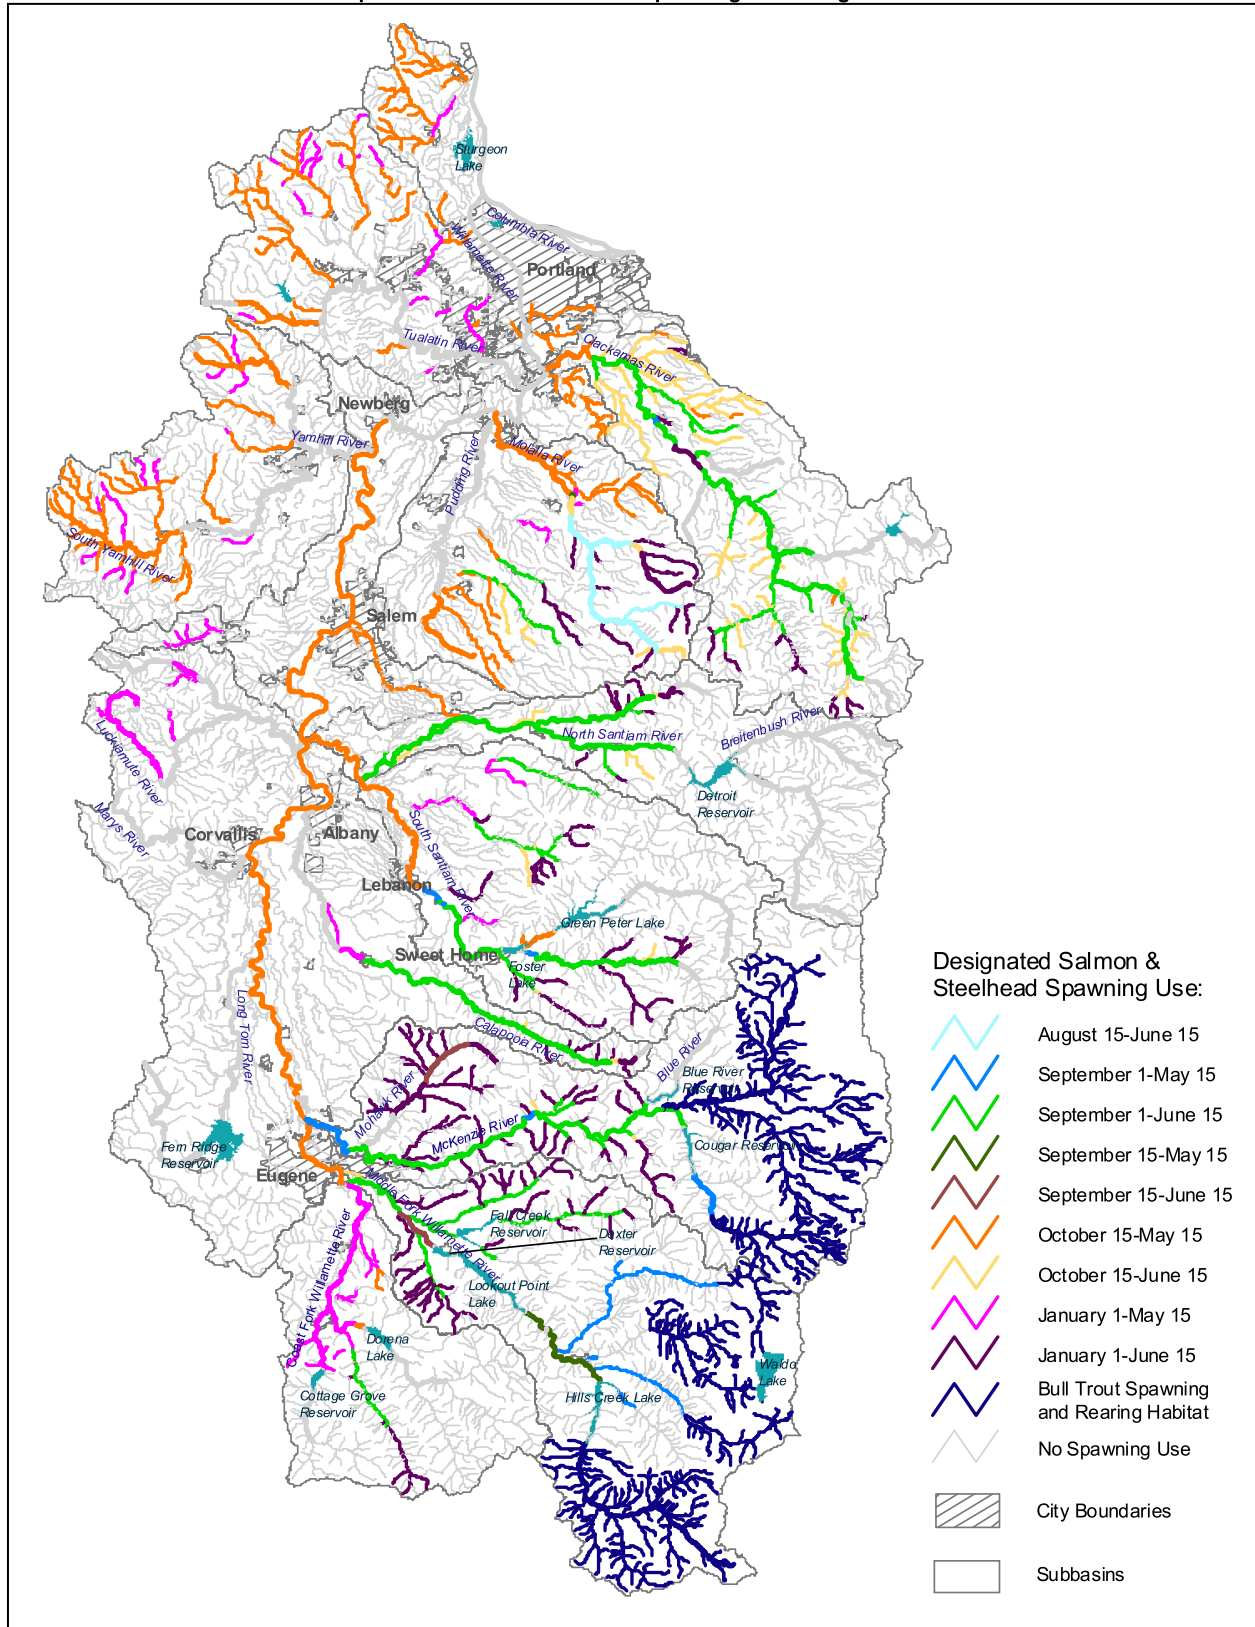 Sturgeon
Lake
Columbia River
Willamette River
Portland
Tualatin River
Clackamas River
Newberg
Yamhill River
Molalla River
Pudding River
South Yamhill River
Salem
North Santiam River
Breitenbush River
Luckiamute River
Detroit
Reservoir
Marys River
Corvallis
Albany
South Santiam River
Lebanon
Green Peter Lake
Sweet Home
Foster
Lake
Long Tom River
Calapooia River
Blue River
Blue River
Reservoir
Mohawk River
McKenzie River
Cougar Reservoir
Fern Ridge
Reservoir
Eugene
Middle Fork Willamette River
Fall Creek
Reservoir
Dexter
Reservoir
Lookout Point
Lake
Coast Fork Willamette River
Dorena
Lake
Waldo
Lake
Cottage Grove
Reservoir
Hills Creek Lake
Designated Salmon &
Steelhead Spawning Use:
August 15-June 15
September 1-May 15
September 1-June 15
September 15-May 15
September 15-June 15
October 15-May 15
October 15-June 15
January 1-May 15
January 1-June 15
Bull Trout Spawning
and Rearing Habitat
No Spawning Use
City Boundaries
Subbasins